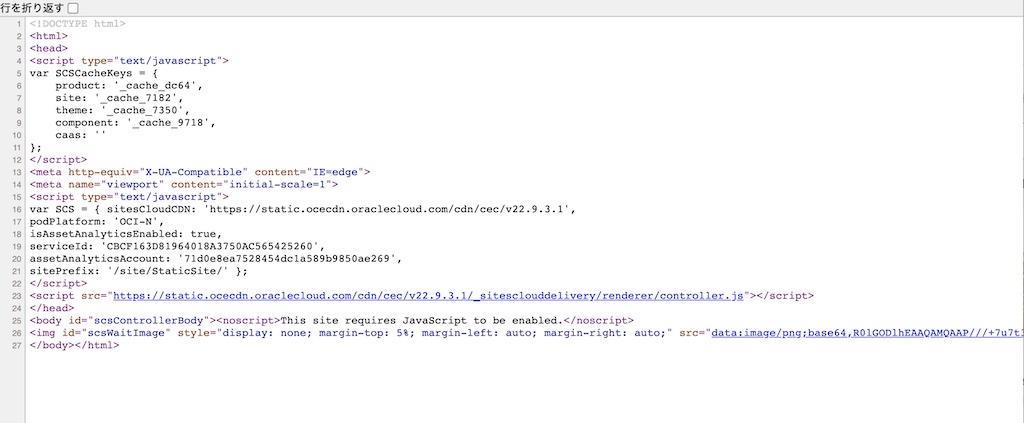 行を折り返す
1 <!DOCTYPE html>
2 <html>
3 <head>
4 <script type="text/javascript">
5 var SCSCacheKeys = {
6 product: '_cache_dc64',
7 site: '_cache_7182',
8 theme: '_cache_7350',
9 component: '_cache_9718',
10 caas: ''
11 };
12 </script>
13 <meta http-equiv="X-UA-Compatible" content="IE=edge">
14 <meta name="viewport" content="initial-scale=1">
15 <script type="text/javascript">
16 var SCS = { sitesCloudCDN: 'https://static.ocecdn.oraclecloud.com/cdn/cec/v22.9.3.1',
17 podPlatform: 'OCI-N',
18 isAssetAnalyticsEnabled: true,
19 serviceId: 'CBCF163D81964018A3750AC565425260',
20 assetAnalyticsAccount: '71d0e8ea7528454dc1a589b9850ae269',
21 sitePrefix: '/site/StaticSite/' };
22 </script>
23 <script src="https://static.ocecdn.oraclecloud.com/cdn/cec/v22.9.3.1/_sitesclouddelivery/renderer/controller.js"></script>
24 </head>
25 <body id="scsControllerBody"><noscript>This site requires JavaScript to be enabled.</noscript>
26 <img id="scsWaitImage" style="display: none; margin-top: 5%; margin-left: auto; margin-right: auto;" src="data:image/png;base64,R0lGODlhEAAQAMQAAP///+7u7t
27 </body></html>